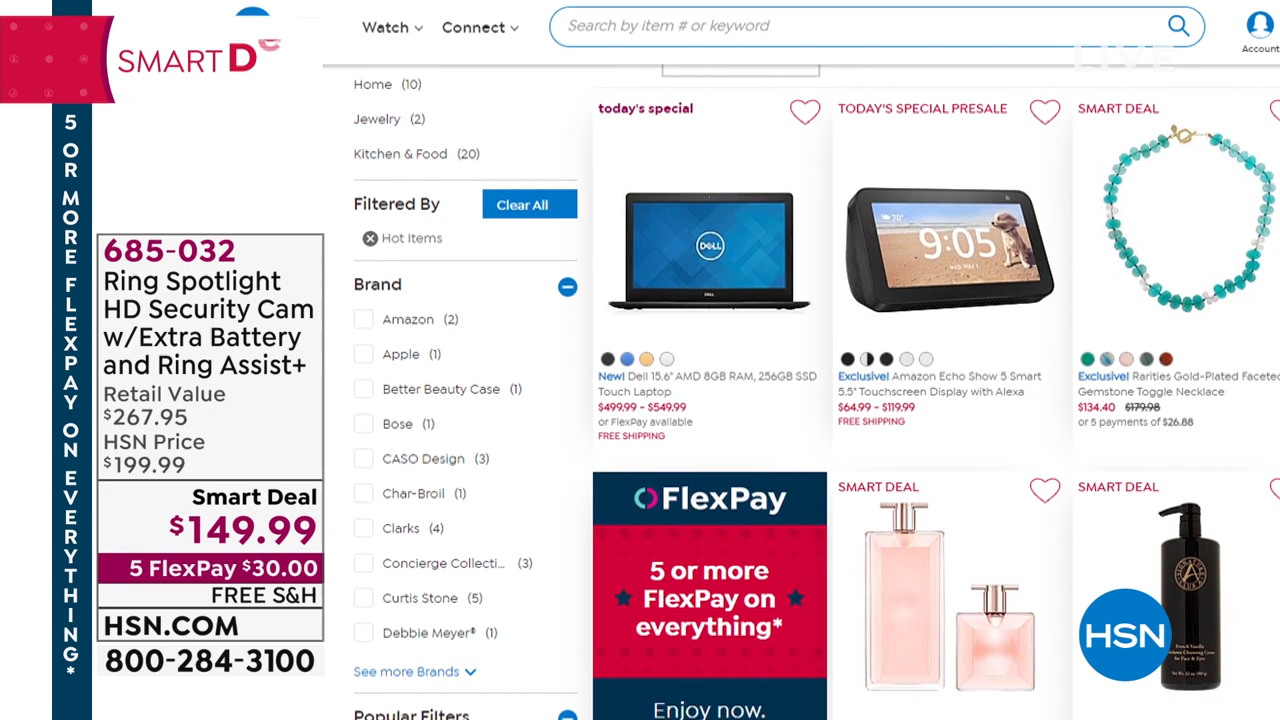 SMART D
5 OR MORE FLEXPAY ON EVERYTHING*
685-032
Ring Spotlight
HD Security Cam
w/Extra Battery
and Ring Assist+
Retail Value
$267.95
HSN Price
$199.99
Smart Deal
$149.99
5 FlexPay $30.00
FREE S&H
HSN.COM
800-284-3100
Watch
Connect
Search by item # or keyword
Account
LIVE
Home (10)
Jewelry (2)
Kitchen & Food (20)
Filtered By
Clear All
Hot Items
Brand
Amazon (2)
Apple (1)
Better Beauty Case (1)
Bose (1)
CASO Design (3)
Char-Broil (1)
Clarks (4)
Concierge Collecti... (3)
Curtis Stone (5)
Debbie Meyer® (1)
See more Brands
Popular Filters
today's special
DELL
DELL
New! Dell 15.6" AMD 8GB RAM, 256GB SSD
Touch Laptop
$499.99 - $549.99
or FlexPay available
FREE SHIPPING
TODAY'S SPECIAL PRESALE
70°
9:05
WED, MAY 1
Exclusive! Amazon Echo Show 5 Smart
5.5" Touchscreen Display with Alexa
$64.99 - $119.99
FREE SHIPPING
SMART DEAL
Exclusive! Rarities Gold-Plated Faceted
Gemstone Toggle Necklace
$134.40 $179.98
or 5 payments of $26.88
FlexPay
5 or more
FlexPay on
everything*
Enjoy now.
SMART DEAL
SMART DEAL
A
French Vanilla
HSN